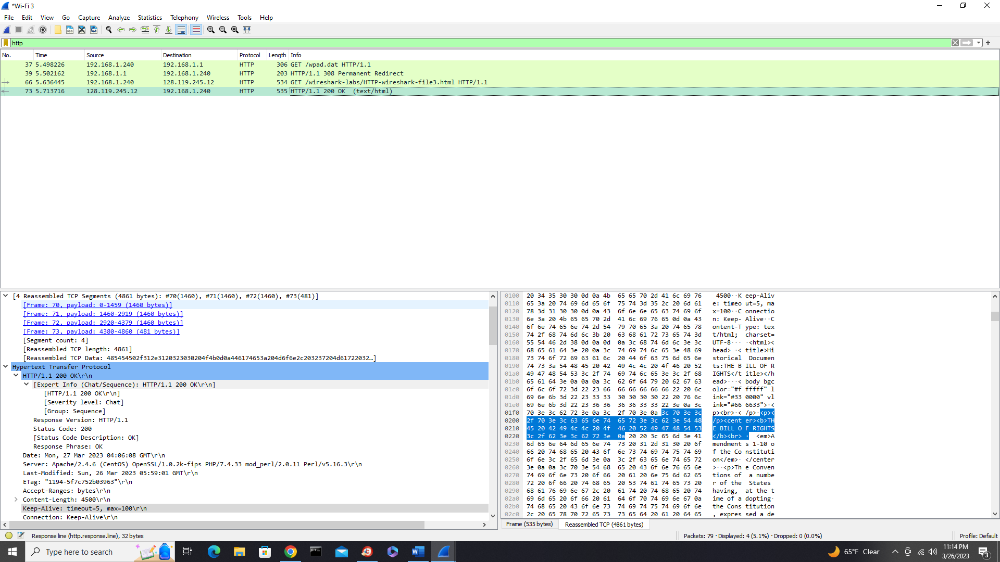 *Wi-Fi 3
File Edit View Go Capture Analyze Statistics Telephony Wireless Tools Help
http
No. Time Source Destination Protocol Length Info
37 5.498226 192.168.1.240 192.168.1.1 HTTP 306 GET /wpad.dat HTTP/1.1
39 5.502162 192.168.1.1 192.168.1.240 HTTP 203 HTTP/1.1 308 Permanent Redirect
66 5.636445 192.168.1.240 128.119.245.12 HTTP 534 GET /wireshark-labs/HTTP-wireshark-file3.html HTTP/1.1
73 5.713716 128.119.245.12 192.168.1.240 HTTP 535 HTTP/1.1 200 OK (text/html)
[4 Reassembled TCP Segments (4861 bytes): #70(1460), #71(1460), #72(1460), #73(481)]
[Frame: 70, payload: 0-1459 (1460 bytes)]
[Frame: 71, payload: 1460-2919 (1460 bytes)]
[Frame: 72, payload: 2920-4379 (1460 bytes)]
[Frame: 73, payload: 4380-4860 (481 bytes)]
[Segment count: 4]
[Reassembled TCP length: 4861]
[Reassembled TCP Data: 485454502f312e3120323030204f4b0d0a446174653a204d6f6e2c203237204d61722032…]
Hypertext Transfer Protocol
HTTP/1.1 200 OK\r\n
[Expert Info (Chat/Sequence): HTTP/1.1 200 OK\r\n]
[HTTP/1.1 200 OK\r\n]
[Severity level: Chat]
[Group: Sequence]
Response Version: HTTP/1.1
Status Code: 200
[Status Code Description: OK]
Response Phrase: OK
Date: Mon, 27 Mar 2023 04:06:08 GMT\r\n
Server: Apache/2.4.6 (CentOS) OpenSSL/1.0.2k-fips PHP/7.4.33 mod_perl/2.0.11 Perl/v5.16.3\r\n
Last-Modified: Sun, 26 Mar 2023 05:59:01 GMT\r\n
ETag: "1194-5f7c752b03963"\r\n
Accept-Ranges: bytes\r\n
Content-Length: 4500\r\n
Keep-Alive: timeout=5, max=100\r\n
Connection: Keep-Alive\r\n
0100 20 34 35 30 30 0d 0a 4b 65 65 70 2d 41 6c 69 76 4500··K eep-Aliv
0110 65 3a 20 74 69 6d 65 6f 75 74 3d 35 2c 20 6d 61 e: timeo ut=5, ma
0120 78 3d 31 30 30 0d 0a 43 6f 6e 6e 65 63 74 69 6f x=100··C onnectio
0130 6e 3a 20 4b 65 65 70 2d 41 6c 69 76 65 0d 0a 43 n: Keep- Alive··C
0140 6f 6e 74 65 6e 74 2d 54 79 70 65 3a 20 74 65 78 ontent-T ype: tex
0150 74 2f 68 74 6d 6c 3b 20 63 68 61 72 73 65 74 3d t/html; charset=
0160 55 54 46 2d 38 0d 0a 0d 0a 3c 68 74 6d 6c 3e 3c UTF-8··· ·<html><
0170 68 65 61 64 3e 20 0a 3c 74 69 74 6c 65 3e 48 69 head> ·< title>Hi
0180 73 74 6f 72 69 63 61 6c 20 44 6f 63 75 6d 65 6e storical Documen
0190 74 73 3a 54 48 45 20 42 49 4c 4c 20 4f 46 20 52 ts:THE B ILL OF R
01a0 49 47 48 54 53 3c 2f 74 69 74 6c 65 3e 3c 2f 68 IGHTS</t itle></h
01b0 65 61 64 3e 0a 0a 0a 3c 62 6f 64 79 20 62 67 63 ead>···< body bgc
01c0 6f 6c 6f 72 3d 22 23 66 66 66 66 66 66 22 20 6c olor="#f fffff" l
01d0 69 6e 6b 3d 22 23 33 33 30 30 30 30 22 20 76 6c ink="#33 0000" vl
01e0 69 6e 6b 3d 22 23 36 36 36 36 33 33 22 3e 0a 3c ink="#66 6633">·<
01f0 70 3e 3c 62 72 3e 0a 3c 2f 70 3e 0a 3c 70 3e 3c p><br>·< /p>·<p><
0200 2f 70 3e 3c 63 65 6e 74 65 72 3e 3c 62 3e 54 48 /p><cent er><b>TH
0210 45 20 42 49 4c 4c 20 4f 46 20 52 49 47 48 54 53 E BILL O F RIGHTS
0220 3c 2f 62 3e 3c 62 72 3e 0a 20 20 3c 65 6d 3e 41 </b><br> · <em>A
0230 6d 65 6e 64 6d 65 6e 74 73 20 31 2d 31 30 20 6f mendment s 1-10 o
0240 66 20 74 68 65 20 43 6f 6e 73 74 69 74 75 74 69 f the Co nstituti
0250 6f 6e 3c 2f 65 6d 3e 0a 3c 2f 63 65 6e 74 65 72 on</em>· </center
0260 3e 0a 0a 3c 70 3e 54 68 65 20 43 6f 6e 76 65 6e >··<p>Th e Conven
0270 74 69 6f 6e 73 20 6f 66 20 61 20 6e 75 6d 62 65 tions of a numbe
0280 72 20 6f 66 20 74 68 65 20 53 74 61 74 65 73 20 r of the States
0290 68 61 76 69 6e 67 2c 20 61 74 20 74 68 65 20 74 having, at the t
02a0 69 6d 65 20 6f 66 20 61 64 6f 70 74 69 6e 67 0a ime of a dopting·
02b0 74 68 65 20 43 6f 6e 73 74 69 74 75 74 69 6f 6e the Cons titution
02c0 2c 20 65 78 70 72 65 73 73 65 64 20 61 20 64 65 , expres sed a de
Frame (535 bytes) Reassembled TCP (4861 bytes)
Response line (http.response.line), 32 bytes
Packets: 79 · Displayed: 4 (5.1%) · Dropped: 0 (0.0%)
Profile: Default
Type here to search
65°F Clear
11:14 PM
3/26/2023
3